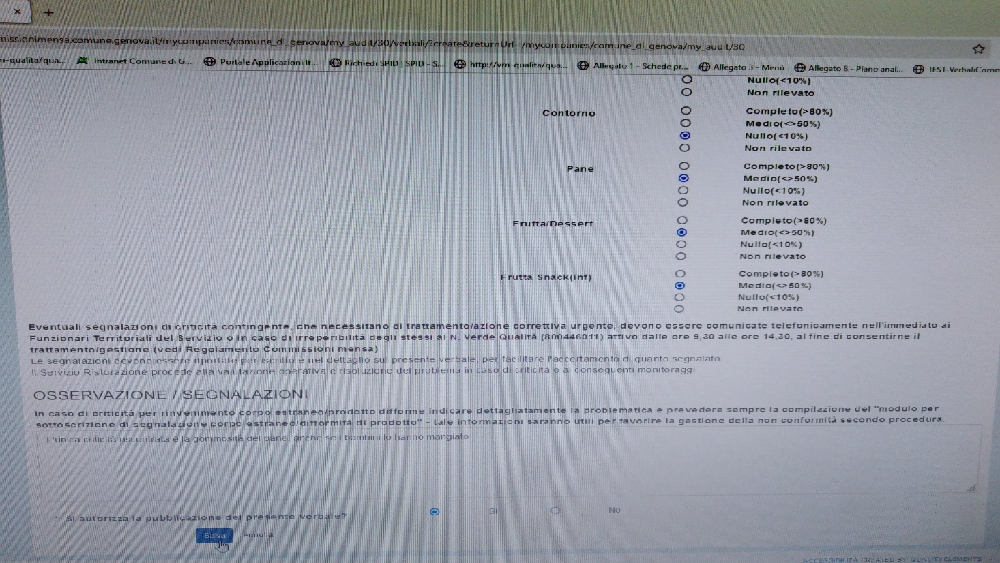 missionimensa.comune.genova.it/mycompanies/comune_di_genova/my_audit/30/verbali/?create&returnUrl=/mycompanies/comune_di_genova/my_audit/30
m-qualita/qua... Intranet Comune di G... Portale Applicazioni It... Richiedi SPID | SPID - S... http://vm-qualita/qua... Allegato 1 - Schede pr... Allegato 3 - Menù Allegato 8 - Piano anal... TEST-VerbaliComm
Nullo(<10%)
Non rilevato
Contorno Completo(>80%)
Medio(<>50%)
Nullo(<10%)
Non rilevato
Pane Completo(>80%)
Medio(<>50%)
Nullo(<10%)
Non rilevato
Frutta/Dessert Completo(>80%)
Medio(<>50%)
Nullo(<10%)
Non rilevato
Frutta Snack(inf) Completo(>80%)
Medio(<>50%)
Nullo(<10%)
Non rilevato
Eventuali segnalazioni di criticità contingente, che necessitano di trattamento/azione correttiva urgente, devono essere comunicate telefonicamente nell'immediato ai
Funzionari Territoriali del Servizio o in caso di irreperibilità degli stessi al N. Verde Qualità (800446011) attivo dalle ore 9,30 alle ore 14,30, al fine di consentirne il
trattamento/gestione (vedi Regolamento Commissioni mensa)
Le segnalazioni devono essere riportate per iscritto e nel dettaglio sul presente verbale, per facilitare l'accertamento di quanto segnalato.
Il Servizio Ristorazione procede alla valutazione operativa e risoluzione del problema in caso di criticità e ai conseguenti monitoraggi
OSSERVAZIONE / SEGNALAZIONI
In caso di criticità per rinvenimento corpo estraneo/prodotto difforme indicare dettagliatamente la problematica e prevedere sempre la compilazione del "modulo per
sottoscrizione di segnalazione corpo estraneo/difformità di prodotto" - tale informazioni saranno utili per favorire la gestione della non conformità secondo procedura.
L'unica criticità riscontrata è la gommosità del pane, anche se i bambini lo hanno mangiato
* Si autorizza la pubblicazione del presente verbale? Sì No
Salva Annulla
ACCESSIBILITÀ CREATED BY QUALITYELEMENTS